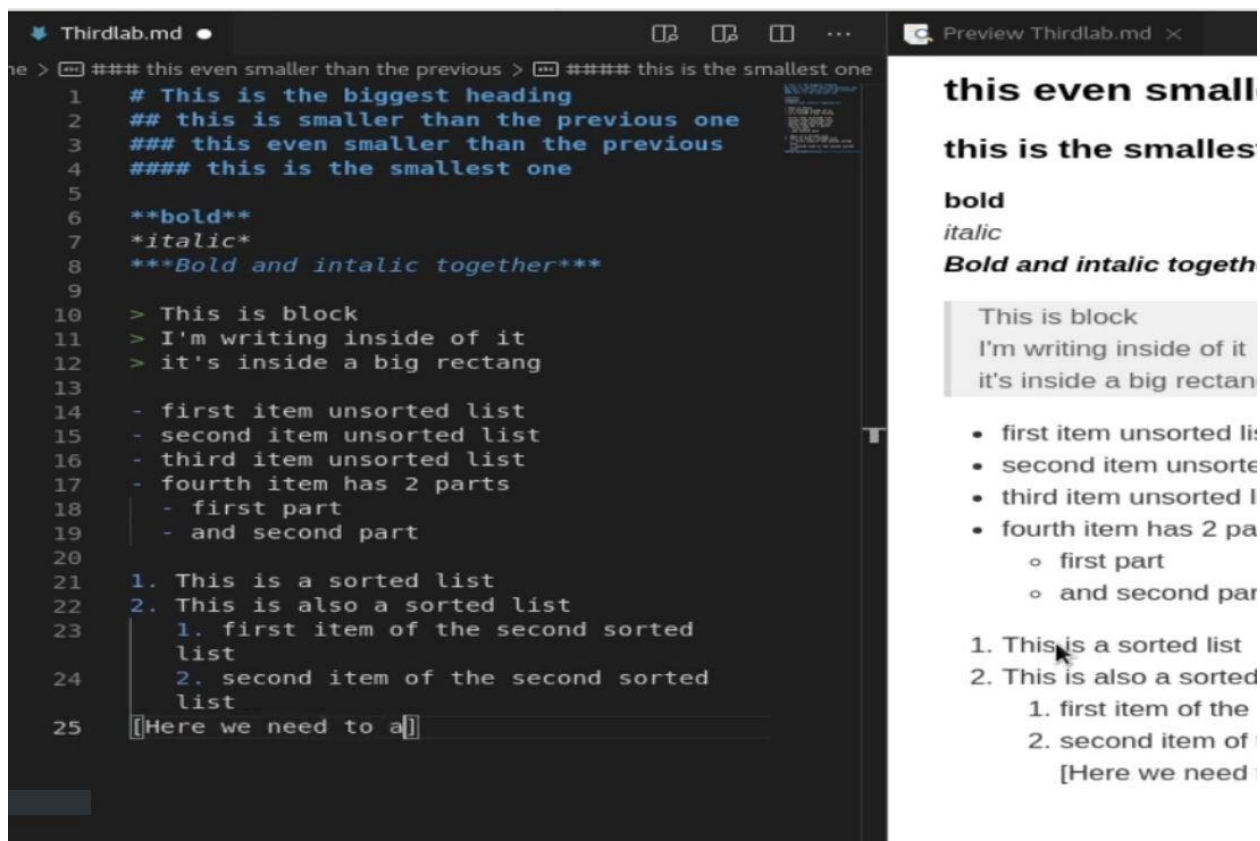 Thirdlab.md
Preview Thirdlab.md
ne > ### this even smaller than the previous > #### this is the smallest one
1 # This is the biggest heading
2 ## this is smaller than the previous one
3 ### this even smaller than the previous
4 #### this is the smallest one
5
6 **bold**
7 *italic*
8 ***Bold and intalic together***
9
10 > This is block
11 > I'm writing inside of it
12 > it's inside a big rectang
13
14 - first item unsorted list
15 - second item unsorted list
16 - third item unsorted list
17 - fourth item has 2 parts
18 - first part
19 - and second part
20
21 1. This is a sorted list
22 2. This is also a sorted list
23 1. first item of the second sorted
list
24 2. second item of the second sorted
list
25 [Here we need to a]
this even small
this is the smallest
bold
italic
Bold and intalic togeth
This is block
I'm writing inside of it
it's inside a big rectan
first item unsorted lis
second item unsorte
third item unsorted l
fourth item has 2 pa
first part
and second par
1. This is a sorted list
2. This is also a sorted
1. first item of the
2. second item of
[Here we need